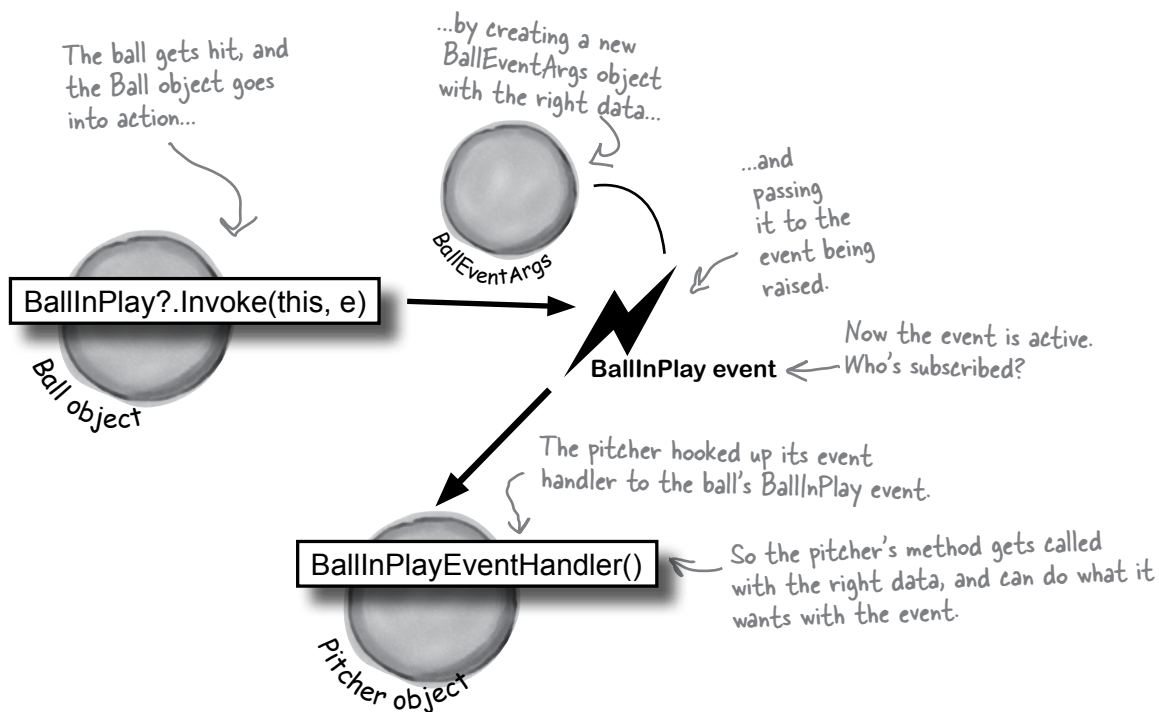 The ball gets hit, and
the Ball object goes
into action...
...by creating a new
BallEventArgs object
with the right data...
BallEventArgs
...and
passing
it to the
event being
raised.
BallInPlay?.Invoke(this, e)
Ball object
BallInPlay event
Now the event is active.
Who's subscribed?
The pitcher hooked up its event
handler to the ball's BallInPlay event.
BallInPlayEventHandler()
Pitcher object
So the pitcher's method gets called
with the right data, and can do what it
wants with the event.